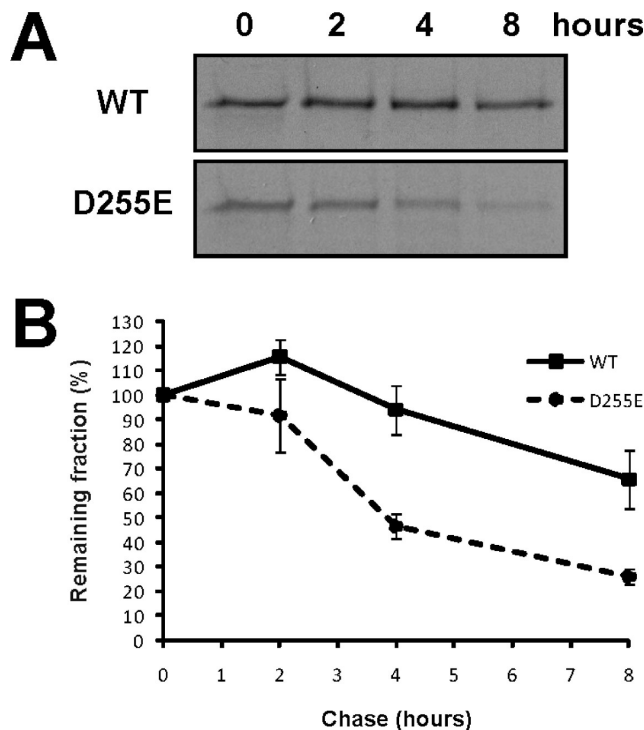 A
0 2 4 8 hours
WT
D255E
B
130
120
110
100
90
80
70
60
50
40
30
20
10
0
Remaining fraction (%)
WT
D255E
0 1 2 3 4 5 6 7 8
Chase (hours)